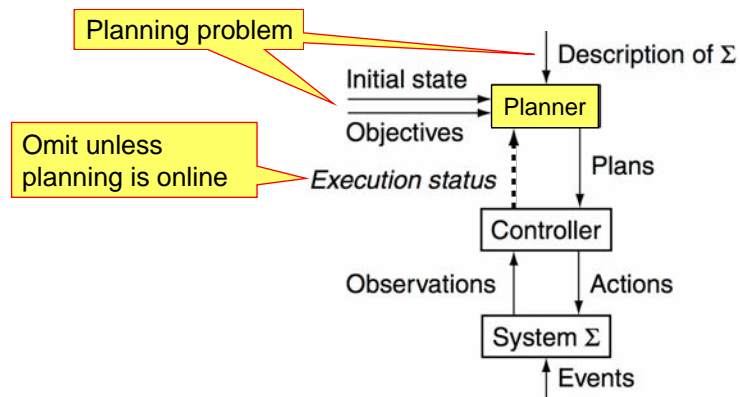 Planning problem
Description of Σ
Initial state
Planner
Objectives
Omit unless
planning is online
Execution status
Plans
Controller
Observations
Actions
System Σ
Events